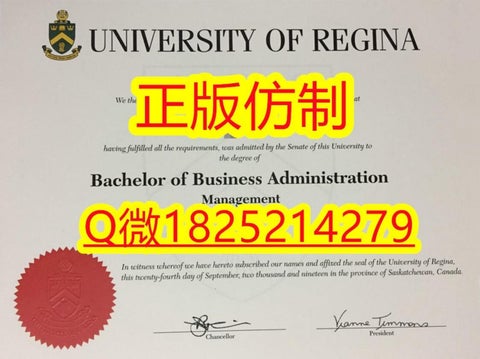 UNIVERSITY OF REGINA
We th at
正版仿制
having fulfilled all the requirements, was admitted by the Senate of this University to
the degree of
Bachelor of Business Administration
Management
Q微1825214279
In witness whereof we have hereto subscribed our names and affixed the seal of the University of Regina,
this twenty-fourth day of September, two thousand and nineteen in the province of Saskatchewan, Canada.
Vianne Timmons
Chancellor
President